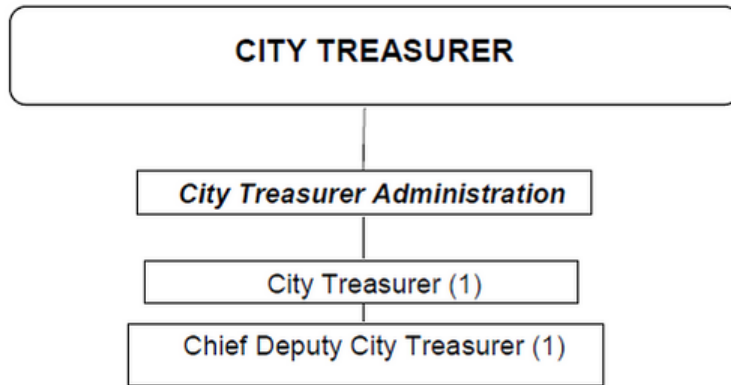 CITY TREASURER
City Treasurer Administration
City Treasurer (1)
Chief Deputy City Treasurer (1)